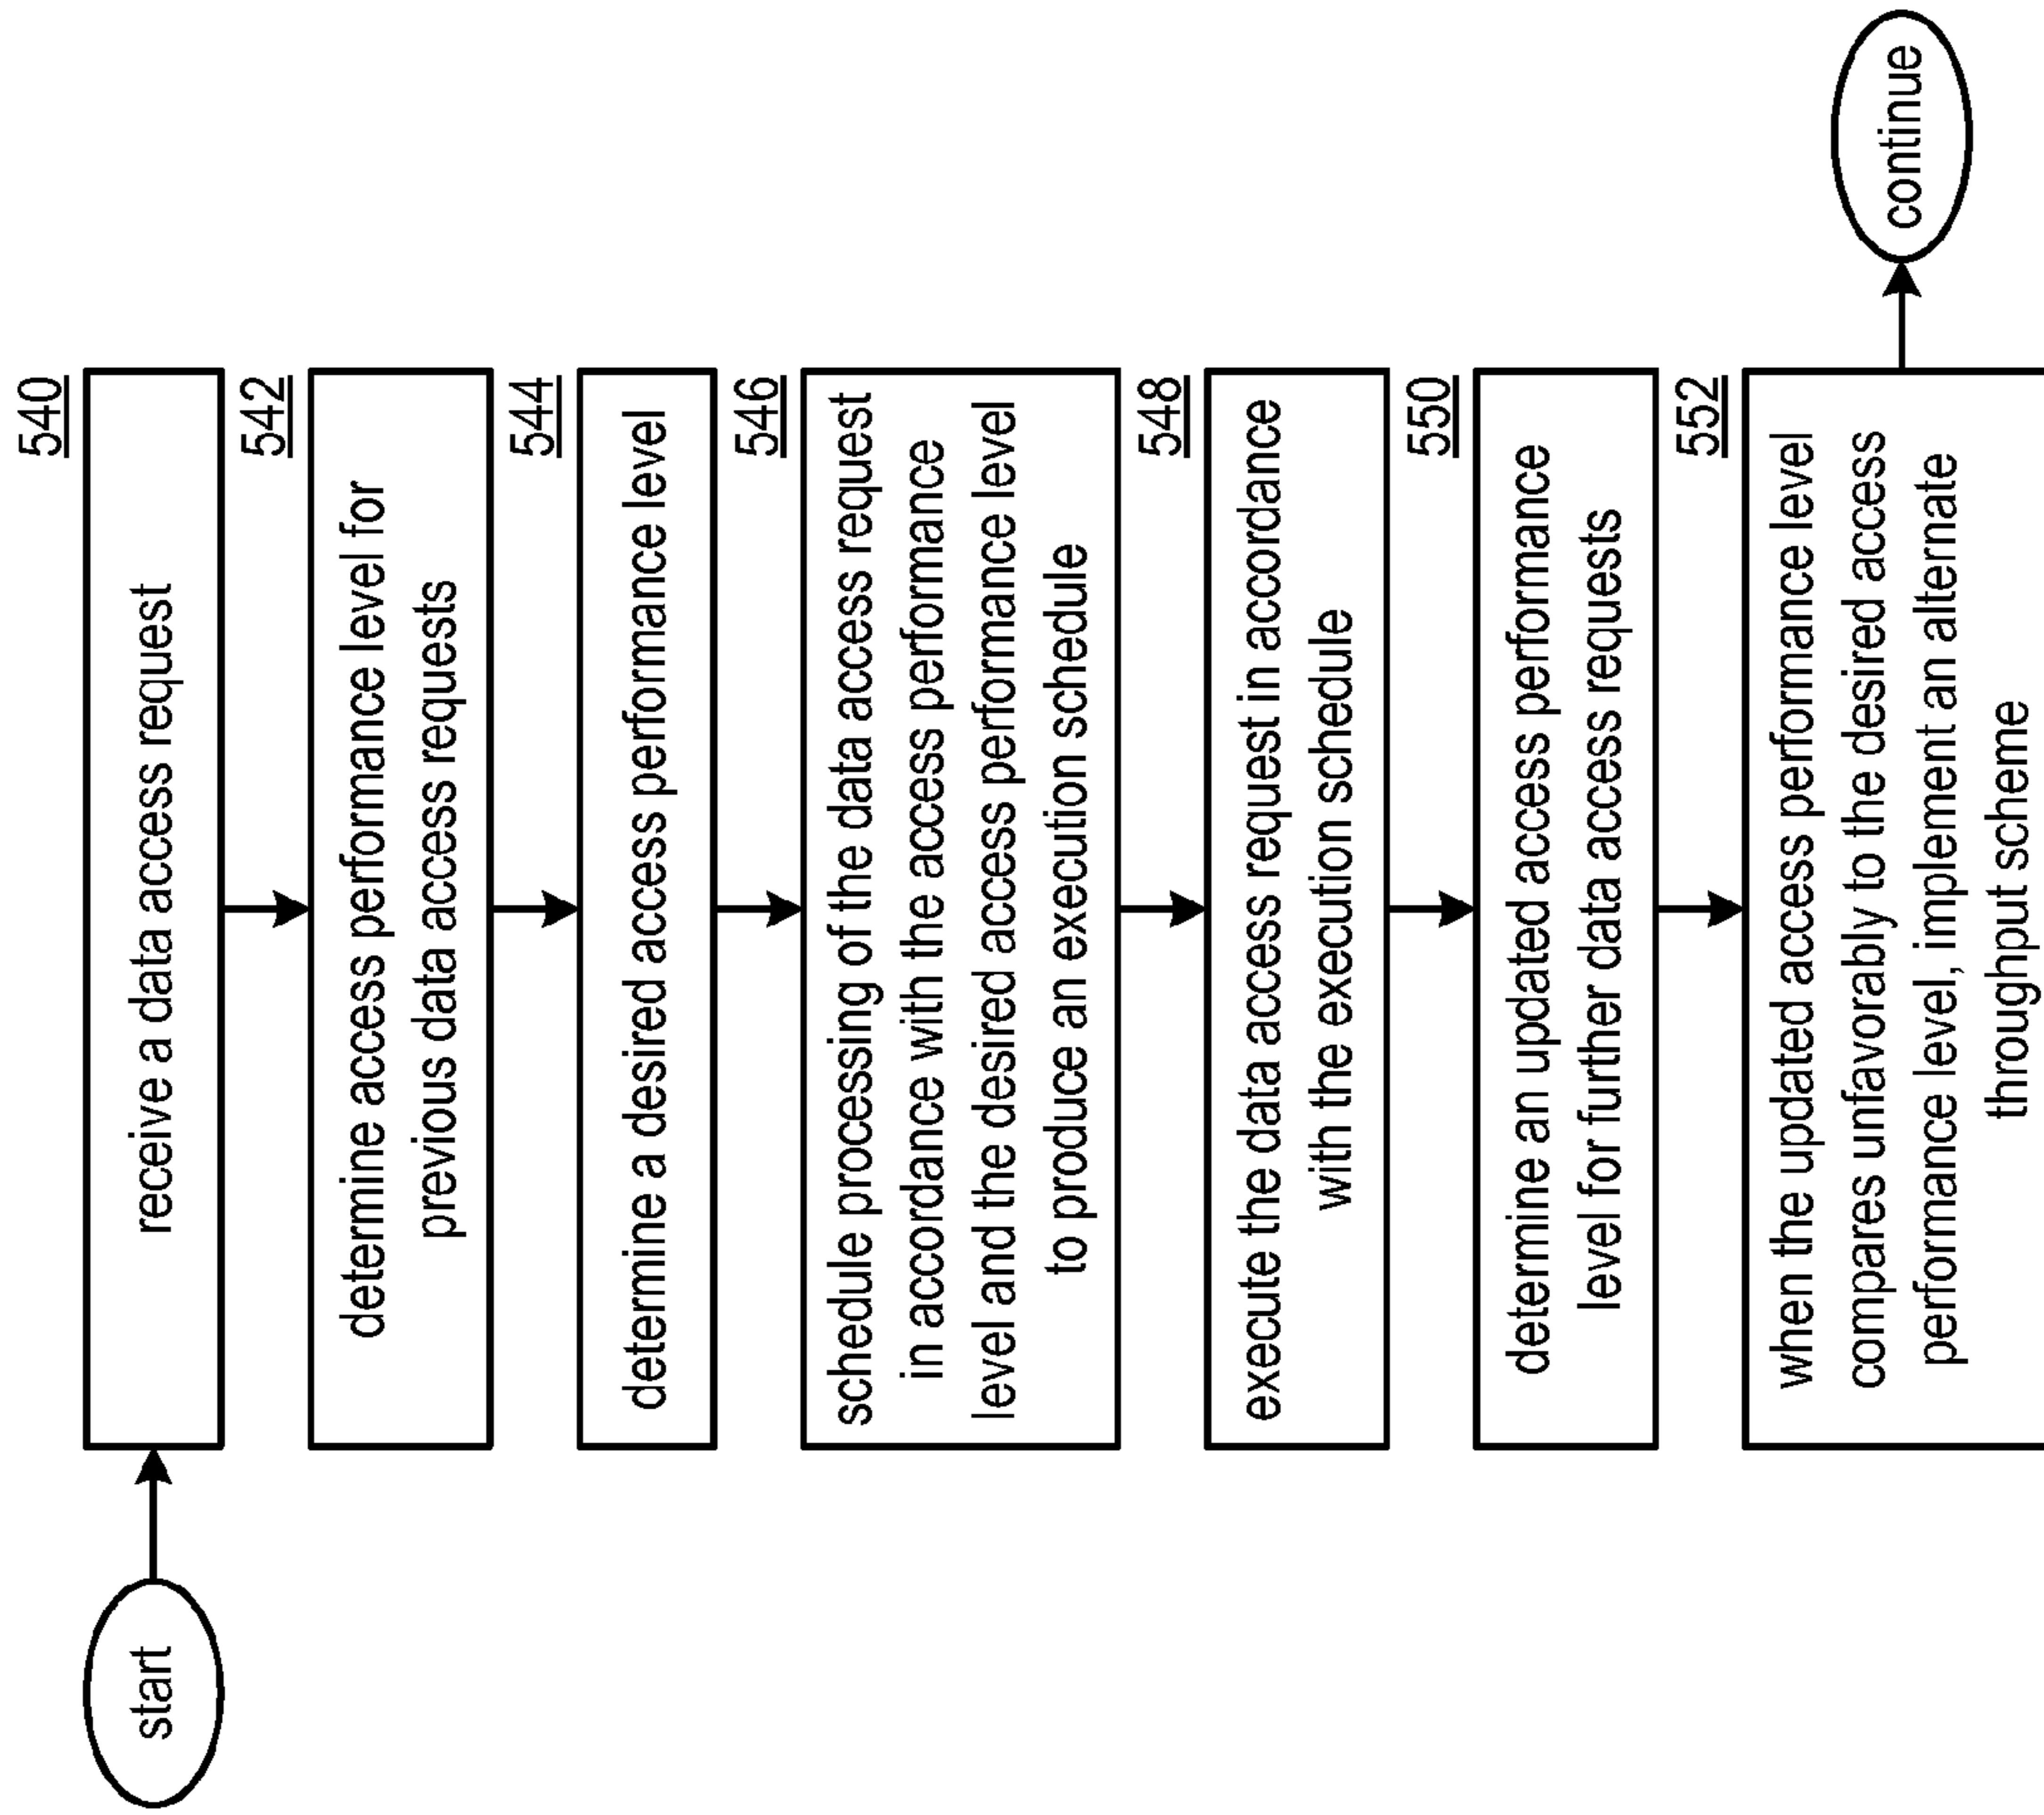 start
540
receive a data access request
542
determine access performance level for
previous data access requests
544
determine a desired access performance level
546
schedule processing of the data access request
in accordance with the access performance
level and the desired access performance level
to produce an execution schedule
548
execute the data access request in accordance
with the execution schedule
550
determine an updated access performance
level for further data access requests
552
when the updated access performance level
compares unfavorably to the desired access
performance level, implement an alternate
throughput scheme
continue